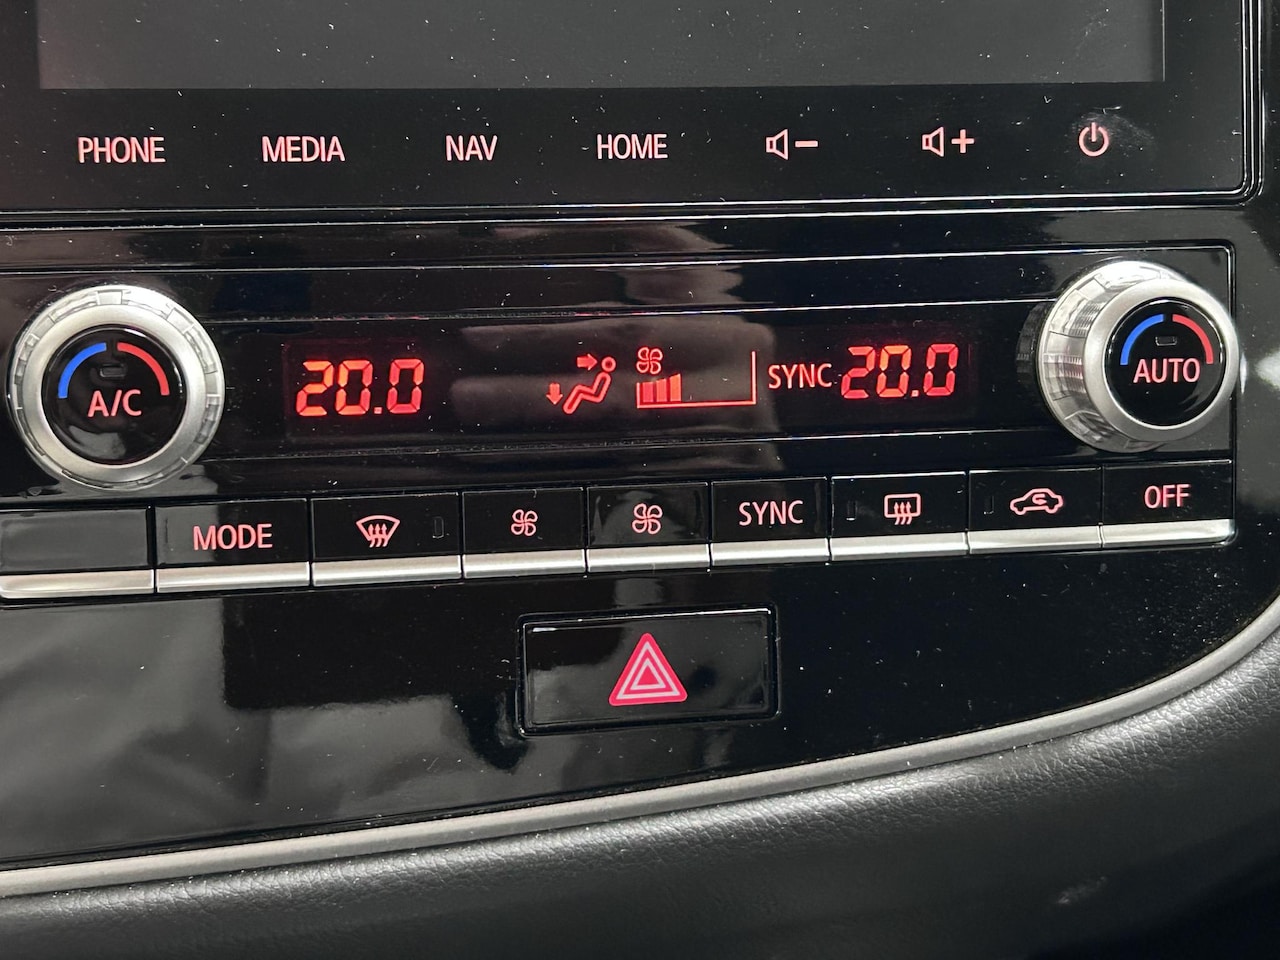 PHONE MEDIA NAV HOME
20.0 SYNC 20.0
A/C AUTO
MODE SYNC OFF